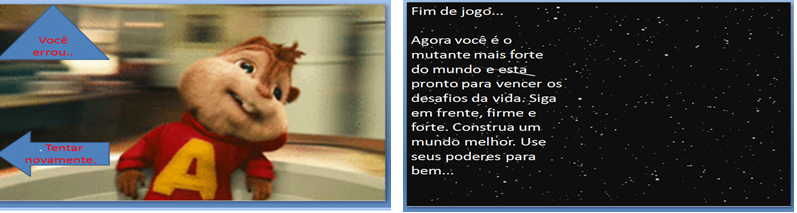 Você
errou..
. Tentar
novamente.
A
Fim de jogo...
Agora você é o
mutante mais forte
do mundo e esta
pronto para vencer os
desafios da vida. Siga
em frente, firme e
forte. Construa um
mundo melhor. Use
seus poderes para
bem...